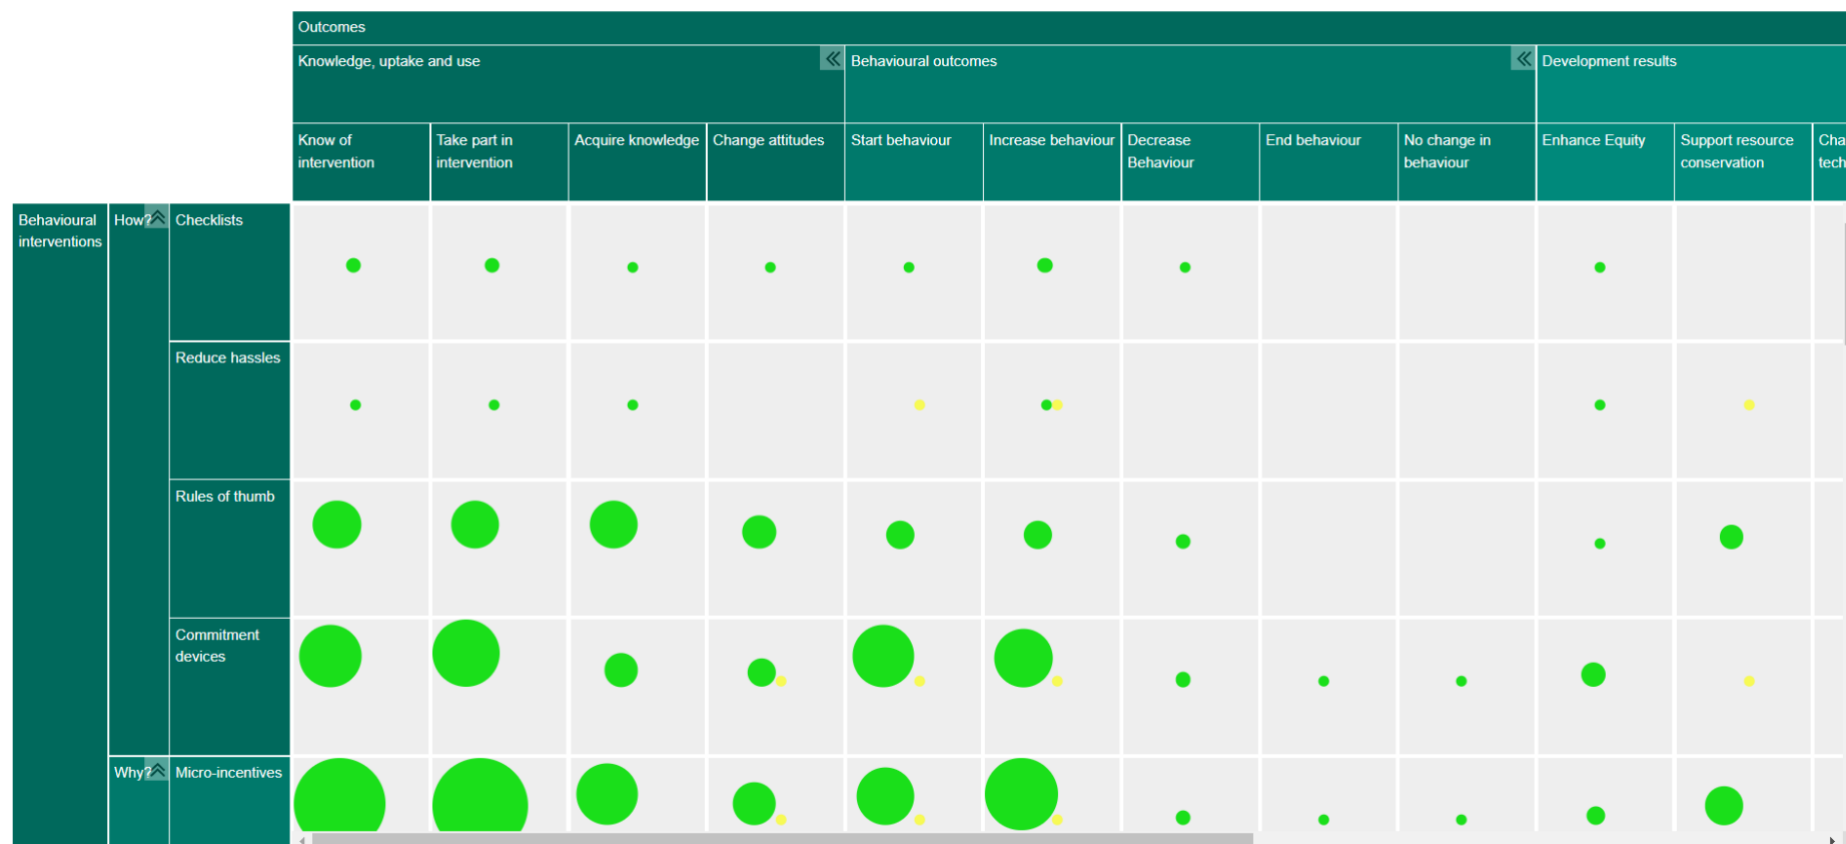 Outcomes
Knowledge, uptake and use
Behavioural outcomes
Development results
Know of
intervention
Take part in
intervention
Acquire knowledge
Change attitudes
Start behaviour
Increase behaviour
Decrease
Behaviour
End behaviour
No change in
behaviour
Enhance Equity
Support resource
conservation
Cha
tech
Behavioural
interventions
How?
Checklists
Reduce hassles
Rules of thumb
Commitment
devices
Why?
Micro-incentives